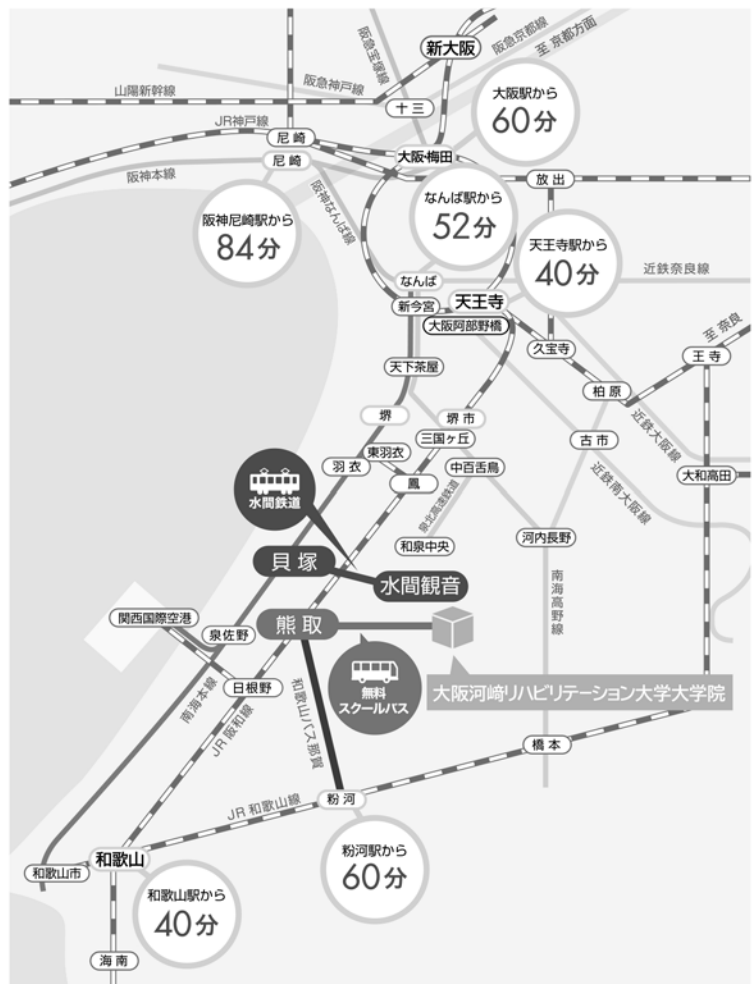 新大阪
阪急京都線
至 京都方面
阪急宝塚線
阪急神戸線
山陽新幹線
十三
大阪駅から
60分
JR神戸線
尼崎
尼崎
大阪・梅田
阪神本線
放出
阪神なんば線
なんば駅から
52分
阪神尼崎駅から
84分
天王寺駅から
40分
なんば
近鉄奈良線
新今宮
天王寺
大阪阿部野橋
至 奈良
久宝寺
王寺
天下茶屋
柏原
堺
堺市
近鉄大阪線
三国ヶ丘
古市
東羽衣
羽衣
中百舌鳥
大和高田
鳳
近鉄南大阪線
水間鉄道
泉北高速鉄道
和泉中央
河内長野
貝塚
水間観音
南海高野線
関西国際空港
熊取
泉佐野
無料
スクールバス
日根野
大阪河﨑リハビリテーション大学大学院
南海本線
JR阪和線
和歌山バス那賀
橋本
粉河
JR和歌山線
和歌山
和歌山市
粉河駅から
60分
和歌山駅から
40分
海南